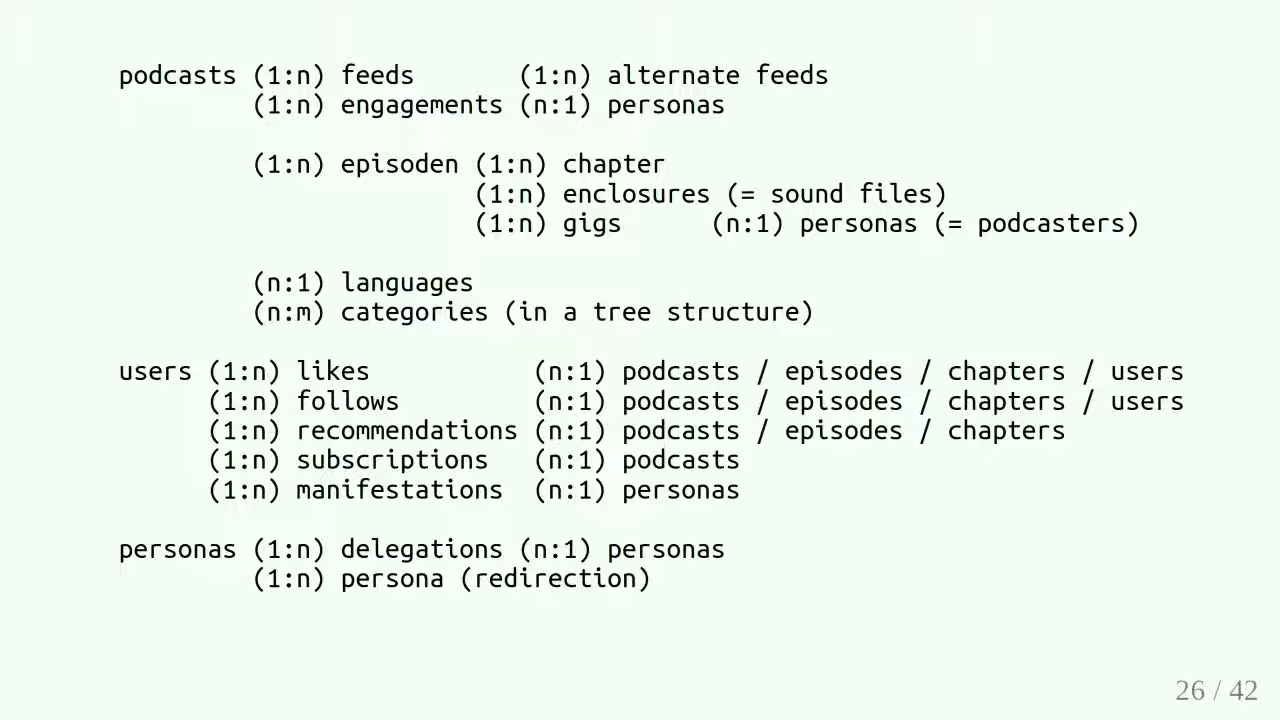 podcasts (1:n) feeds       (1:n) alternate feeds
         (1:n) engagements (n:1) personas
         (1:n) episoden (1:n) chapter
                        (1:n) enclosures (= sound files)
                        (1:n) gigs      (n:1) personas (= podcasters)
         (n:1) languages
         (n:m) categories (in a tree structure)
users (1:n) likes           (n:1) podcasts / episodes / chapters / users
      (1:n) follows         (n:1) podcasts / episodes / chapters / users
      (1:n) recommendations (n:1) podcasts / episodes / chapters
      (1:n) subscriptions   (n:1) podcasts
      (1:n) manifestations  (n:1) personas
personas (1:n) delegations (n:1) personas
         (1:n) persona (redirection)
26 / 42